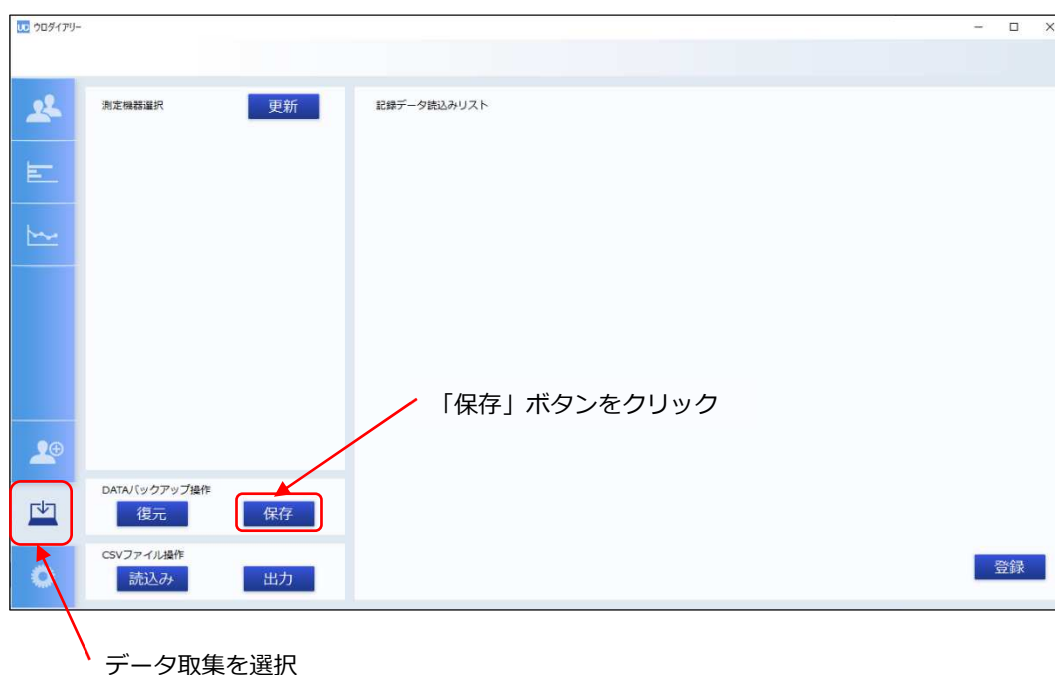 UD ウロダイアリー
測定機器選択 更新 記録データ読込みリスト
「保存」ボタンをクリック
DATAバックアップ操作
復元 保存
CSVファイル操作
読込み 出力 登録
データ取集を選択